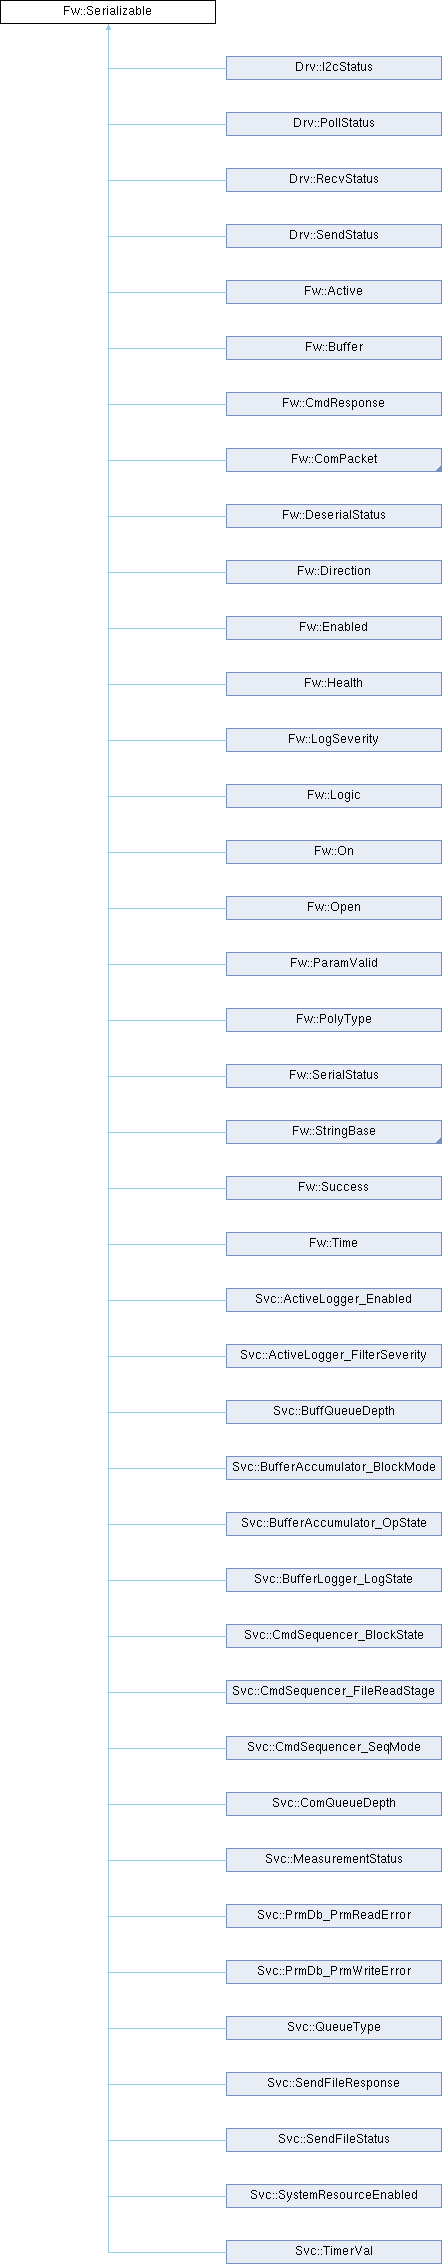 Fw::Serializable
Drv::I2cStatus
Drv::PollStatus
Drv::RecvStatus
Drv::SendStatus
Fw::Active
Fw::Buffer
Fw::CmdResponse
Fw::ComPacket
Fw::DeserialStatus
Fw::Direction
Fw::Enabled
Fw::Health
Fw::LogSeverity
Fw::Logic
Fw::On
Fw::Open
Fw::ParamValid
Fw::PolyType
Fw::SerialStatus
Fw::StringBase
Fw::Success
Fw::Time
Svc::ActiveLogger_Enabled
Svc::ActiveLogger_FilterSeverity
Svc::BuffQueueDepth
Svc::BufferAccumulator_BlockMode
Svc::BufferAccumulator_OpState
Svc::BufferLogger_LogState
Svc::CmdSequencer_BlockState
Svc::CmdSequencer_FileReadStage
Svc::CmdSequencer_SeqMode
Svc::ComQueueDepth
Svc::MeasurementStatus
Svc::PrmDb_PrmReadError
Svc::PrmDb_PrmWriteError
Svc::QueueType
Svc::SendFileResponse
Svc::SendFileStatus
Svc::SystemResourceEnabled
Svc::TimerVal